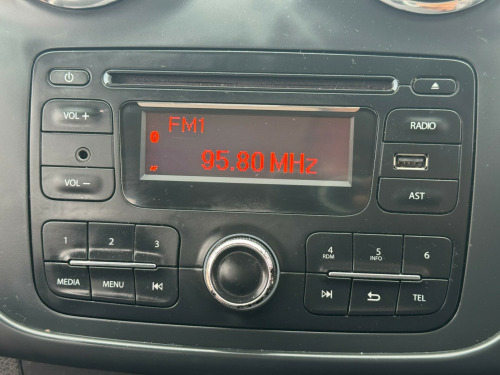 VOL +
FM1
95.80 MHz
VOL −
RADIO
AST
1 2 3
MEDIA MENU
4 5 6
RDM INFO
TEL